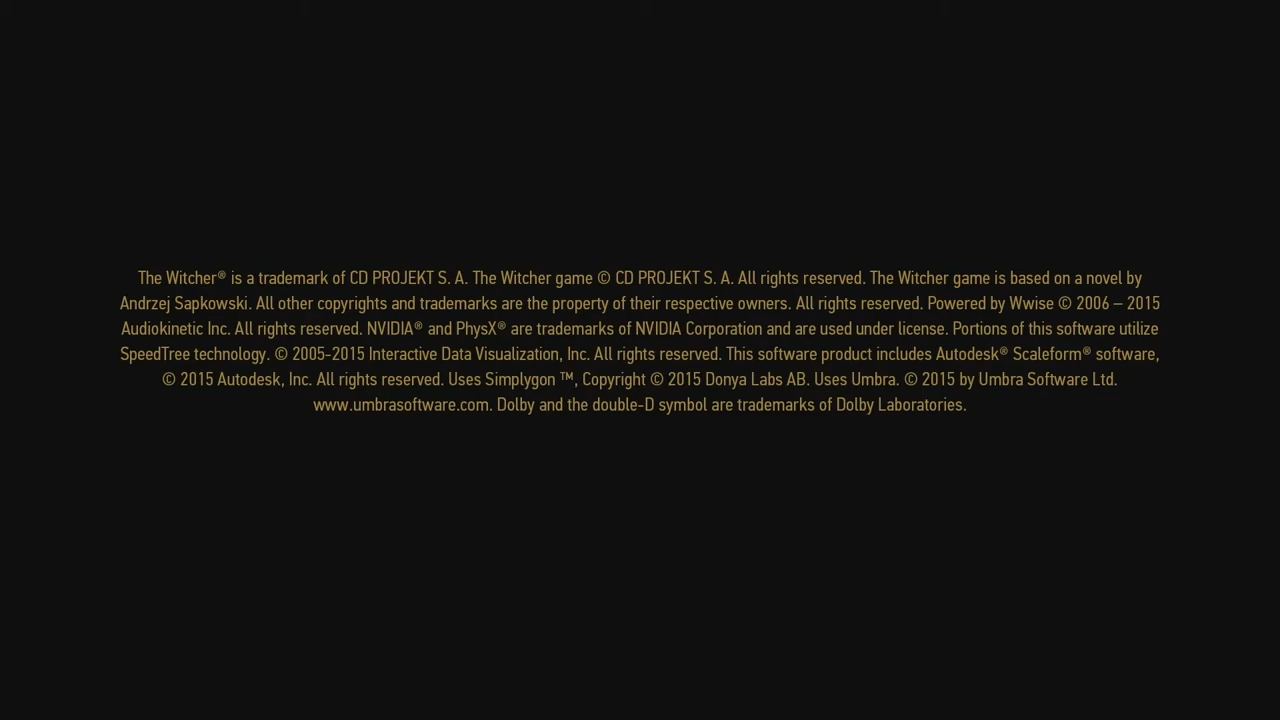 The Witcher® is a trademark of CD PROJEKT S. A. The Witcher game © CD PROJEKT S. A. All rights reserved. The Witcher game is based on a novel by
Andrzej Sapkowski. All other copyrights and trademarks are the property of their respective owners. All rights reserved. Powered by Wwise © 2006 – 2015
Audiokinetic Inc. All rights reserved. NVIDIA® and PhysX® are trademarks of NVIDIA Corporation and are used under license. Portions of this software utilize
SpeedTree technology. © 2005-2015 Interactive Data Visualization, Inc. All rights reserved. This software product includes Autodesk® Scaleform® software,
© 2015 Autodesk, Inc. All rights reserved. Uses Simplygon ™, Copyright © 2015 Donya Labs AB. Uses Umbra. © 2015 by Umbra Software Ltd.
www.umbrasoftware.com. Dolby and the double-D symbol are trademarks of Dolby Laboratories.